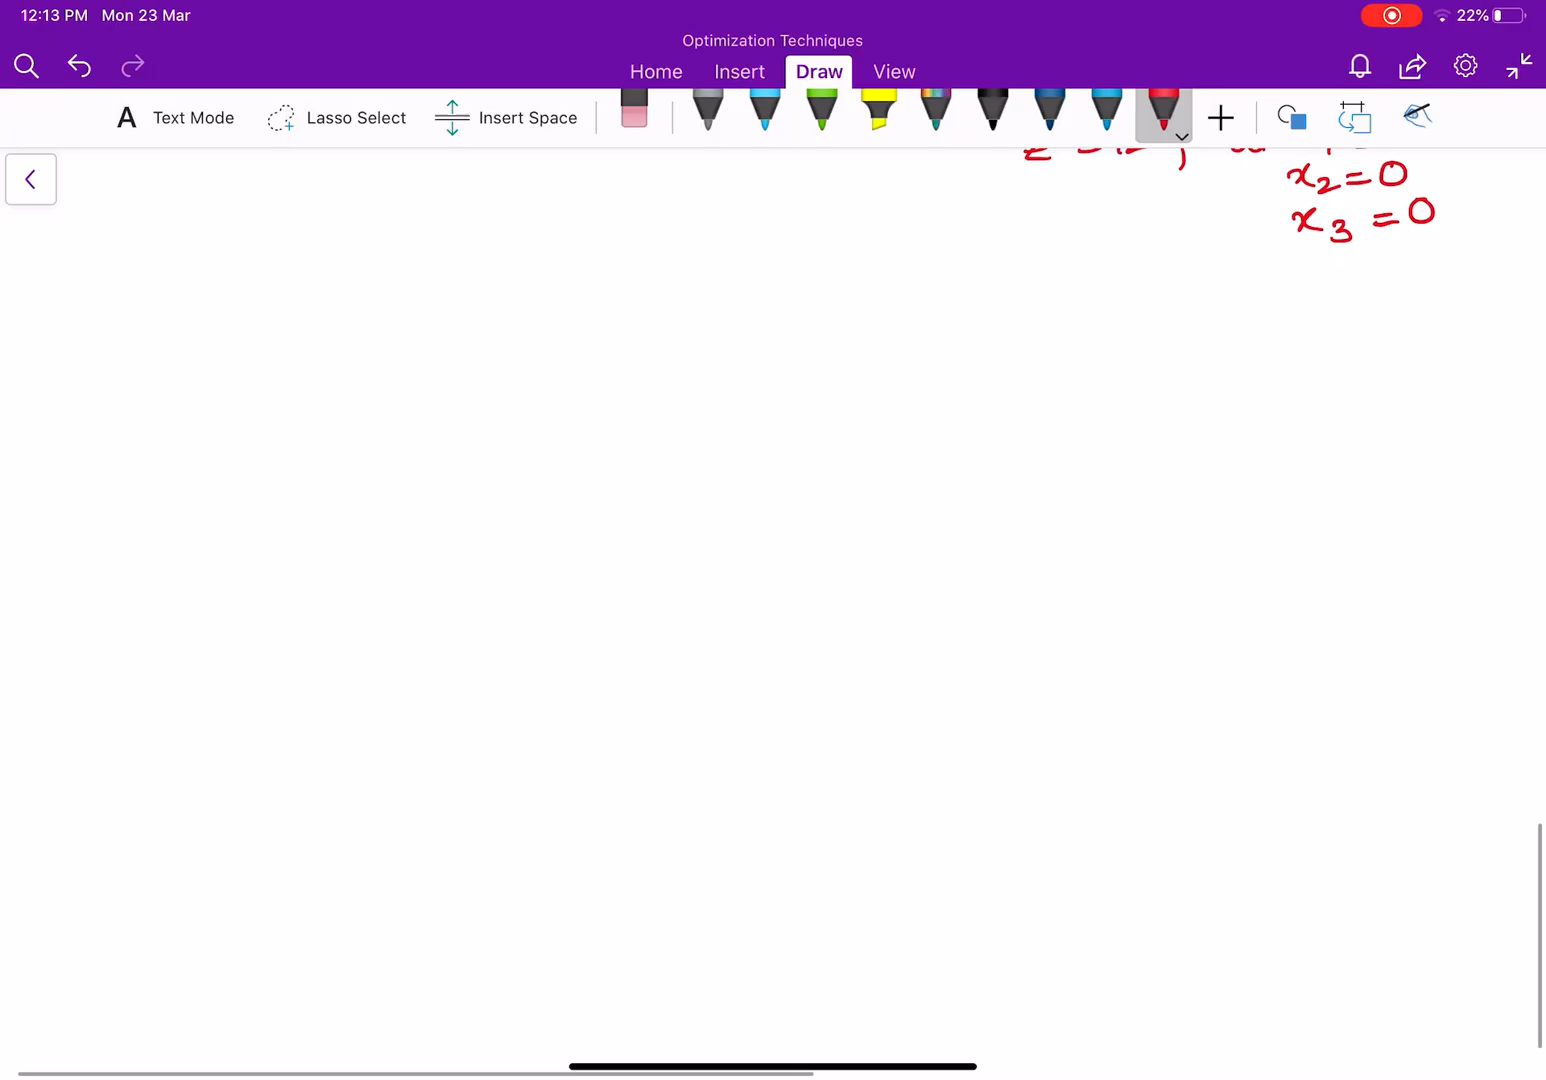 12:13 PM Mon 23 Mar
22%
Optimization Techniques
Home Insert Draw View
A Text Mode Lasso Select Insert Space
x₂ = 0
x₃ = 0